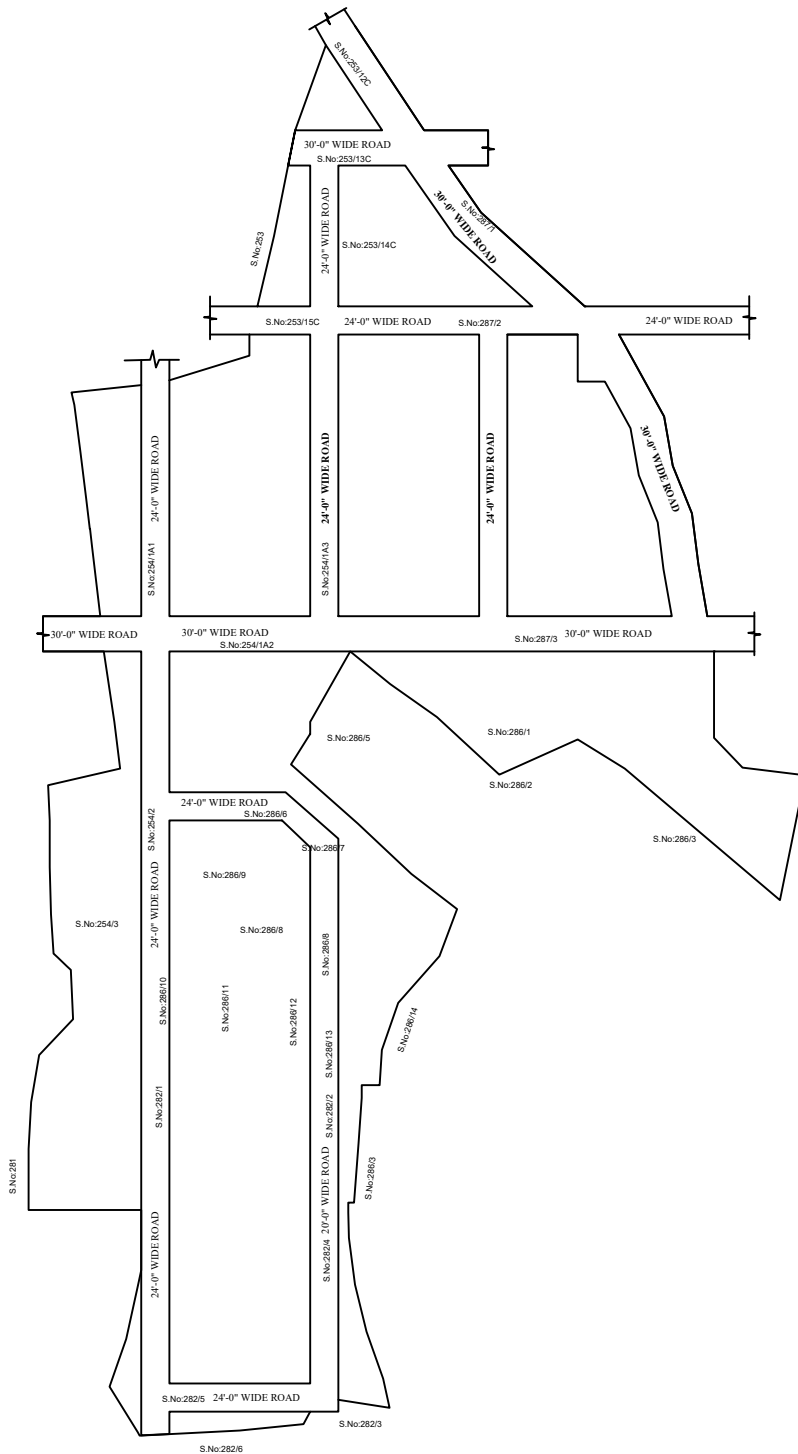 S.No:253/12C
30'-0" WIDE ROAD
S.No:253/13C
24'-0" WIDE ROAD
S.No:253/14C
S.No:253
30'-0" WIDE ROAD
S.No:287/1
S.No:253/15C
24'-0" WIDE ROAD
S.No:287/2
24'-0" WIDE ROAD
24'-0" WIDE ROAD
24'-0" WIDE ROAD
24'-0" WIDE ROAD
30'-0" WIDE ROAD
S.No:254/1A1
S.No:254/1A3
30'-0" WIDE ROAD
30'-0" WIDE ROAD
S.No:254/1A2
S.No:287/3
30'-0" WIDE ROAD
S.No:286/5
S.No:286/1
S.No:286/2
S.No:286/3
24'-0" WIDE ROAD
S.No:286/6
S.No:254/2
S.No:286/7
S.No:286/9
24'-0" WIDE ROAD
S.No:254/3
S.No:286/8
S.No:286/8
S.No:286/10
S.No:286/11
S.No:286/12
S.No:286/13
S.No:286/14
S.No:282/1
S.No:282/2
S.No:281
S.No:286/3
20'-0" WIDE ROAD
24'-0" WIDE ROAD
S.No:282/4
S.No:282/5
24'-0" WIDE ROAD
S.No:282/3
S.No:282/6